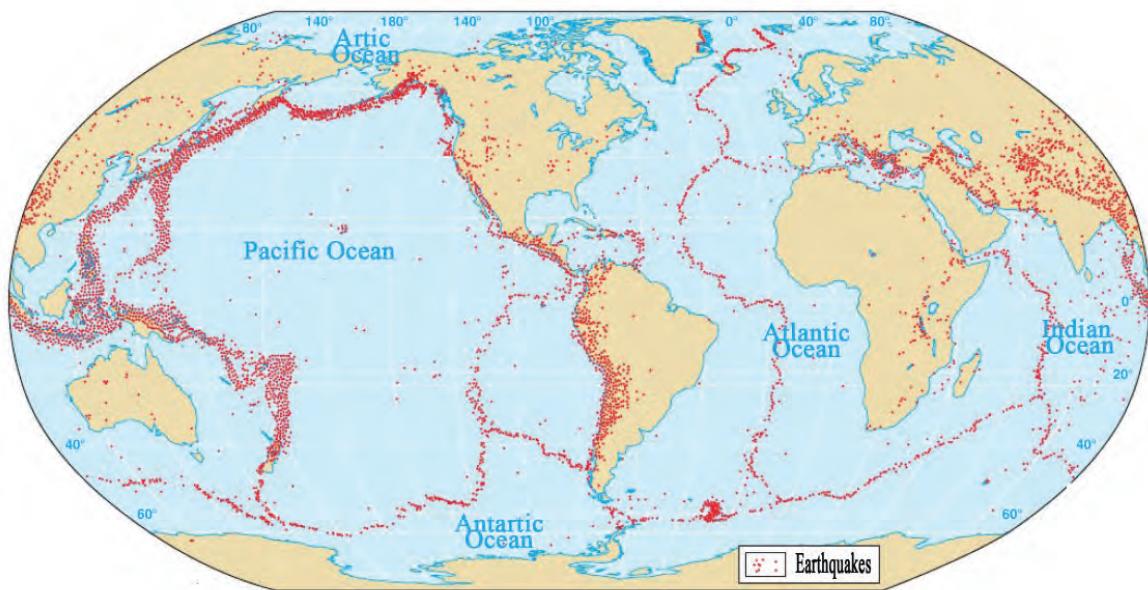 80° 140° 180° 140° 100° 0° 40° 80°
Artic
Ocean
Pacific Ocean
0°
Atlantic
Ocean
Indian
Ocean
20°
40° 40°
60° 60°
Antartic
Ocean
Earthquakes